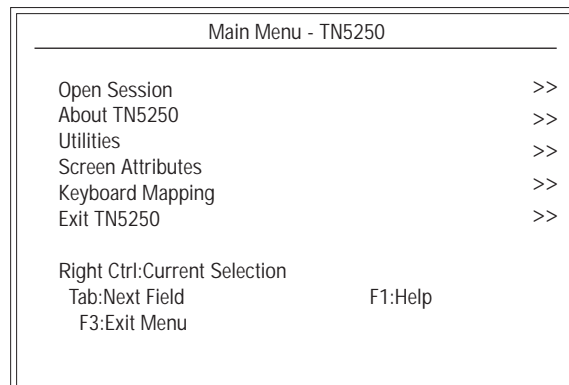 Main Menu - TN5250
Open Session >>
About TN5250 >>
Utilities >>
Screen Attributes >>
Keyboard Mapping >>
Exit TN5250
Right Ctrl:Current Selection
Tab:Next Field F1:Help
F3:Exit Menu